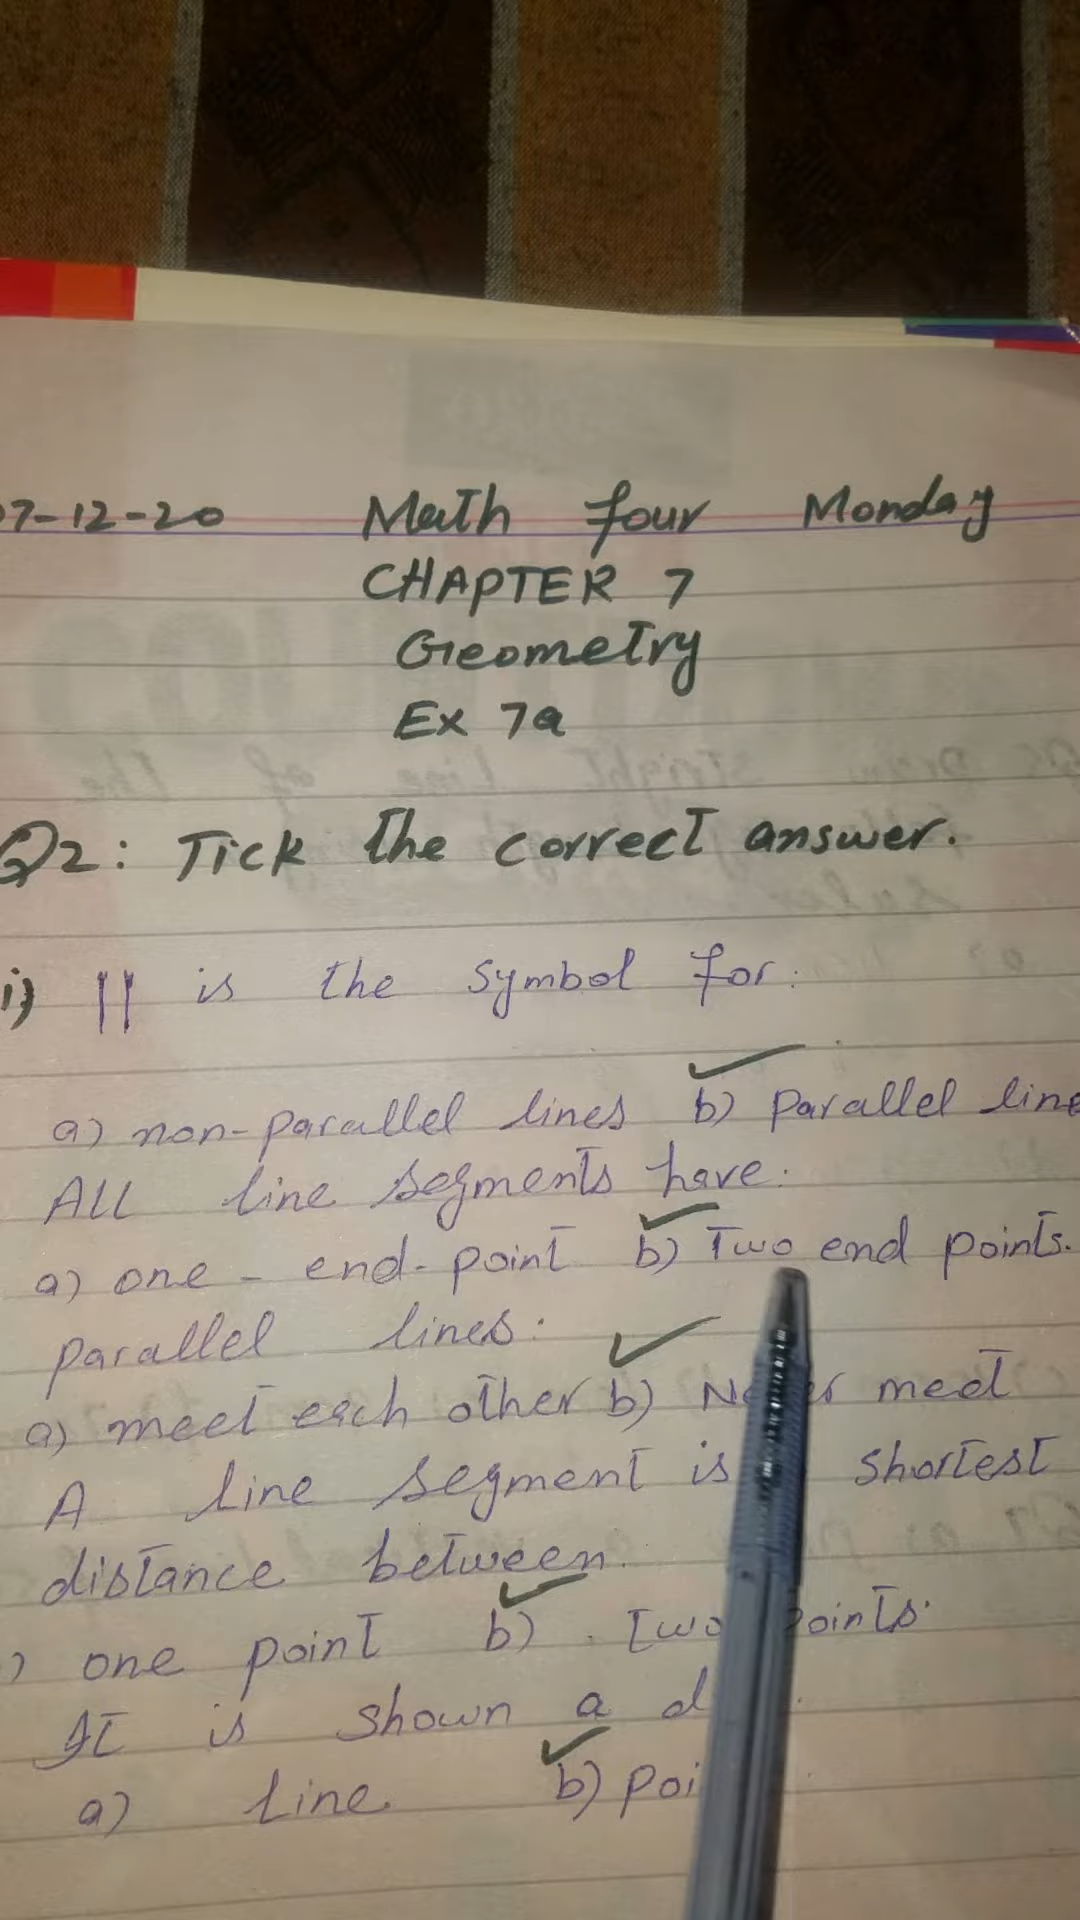 07-12-20 Math four Monday
CHAPTER 7
Geometry
Ex 7a
Q2: Tick the correct answer.
i) || is the symbol for:
a) non-parallel lines b) parallel line
All line segments have:
a) one - end-point b) Two end points.
parallel lines:
a) meet each other b) meet
A line segment is shortest
distance between.
) one point b) . Two points.
It is shown a
a) line b) poi